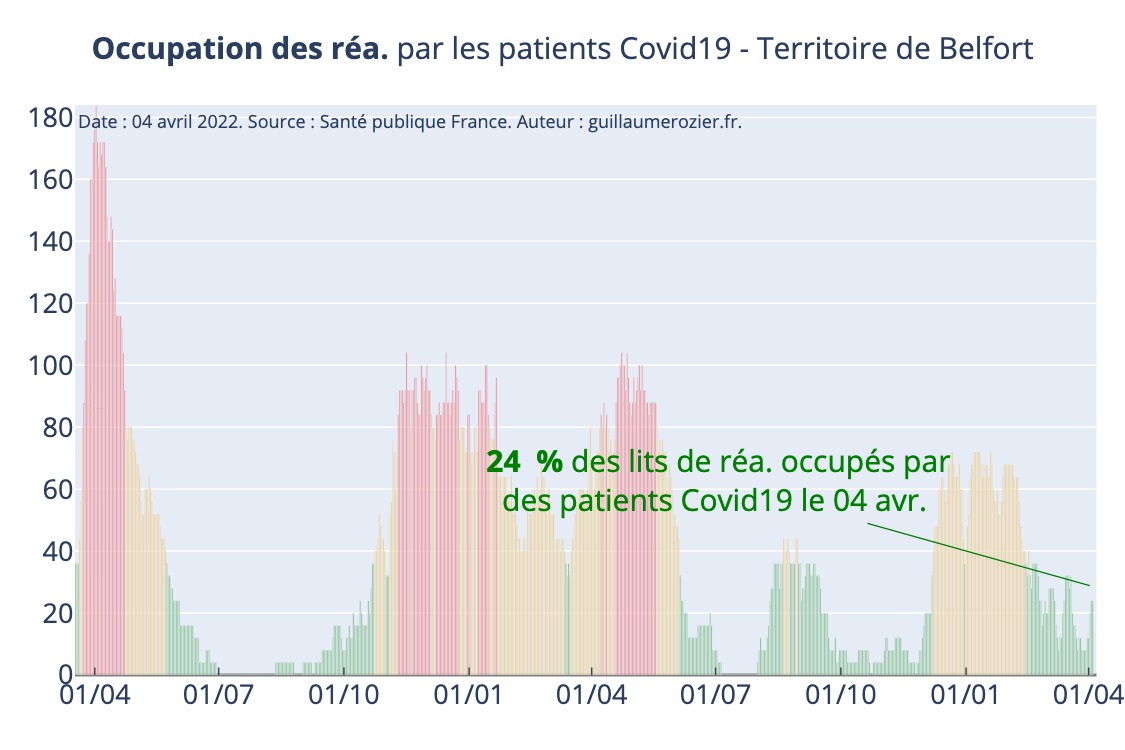 Occupation des réa. par les patients Covid19 - Territoire de Belfort
Date : 04 avril 2022. Source : Santé publique France. Auteur : guillaumerozier.fr.
180
160
140
120
100
80
60
40
20
0
24 % des lits de réa. occupés par
des patients Covid19 le 04 avr.
01/04 01/07 01/10 01/01 01/04 01/07 01/10 01/01 01/04